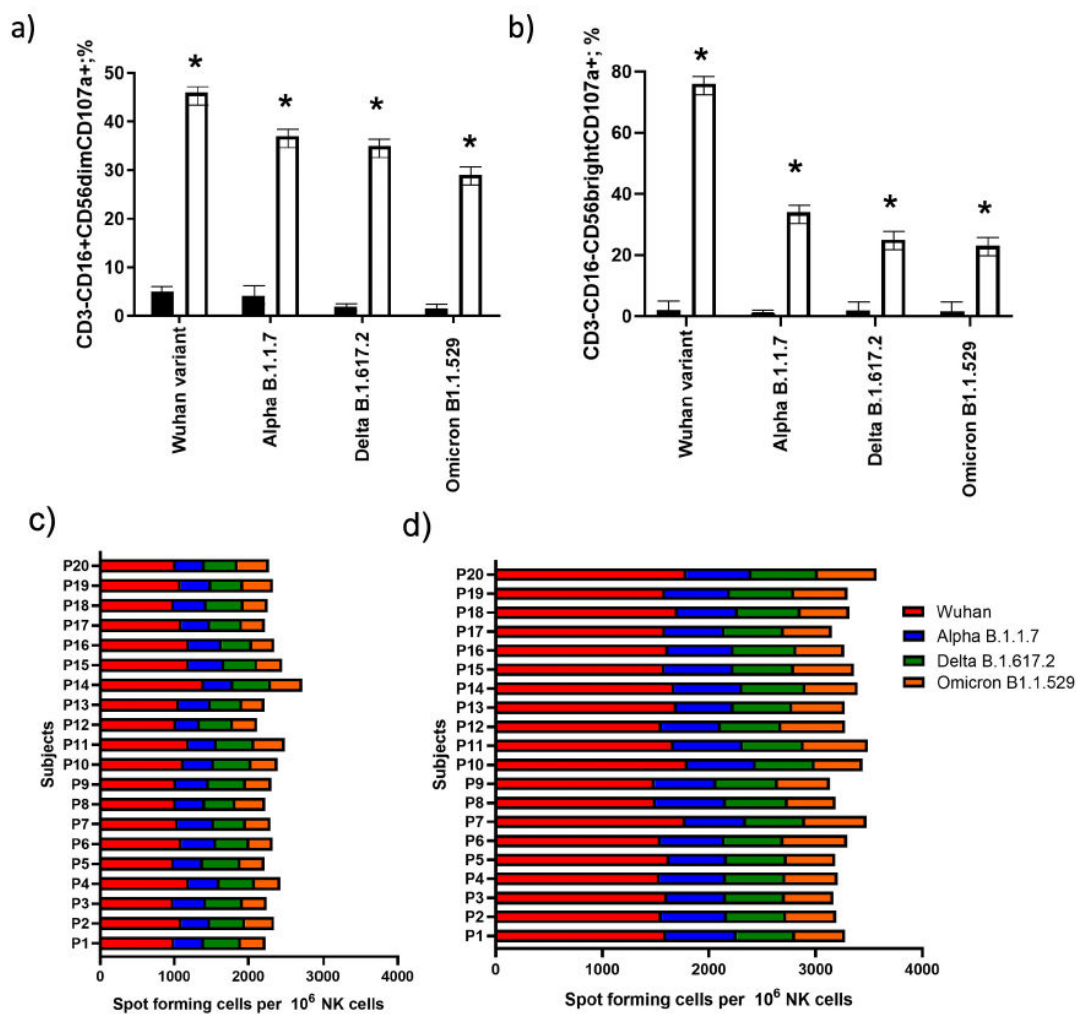 a)
CD3-CD16+CD56dimCD107a+;%
50
40
30
20
10
0
*
*
*
*
Wuhan variant
Alpha B.1.1.7
Delta B.1.617.2
Omicron B1.1.529
b)
CD3-CD16-CD56brightCD107a+; %
80
60
40
20
0
*
*
*
*
Wuhan variant
Alpha B.1.1.7
Delta B.1.617.2
Omicron B1.1.529
c)
Subjects
P20
P19
P18
P17
P16
P15
P14
P13
P12
P11
P10
P9
P8
P7
P6
P5
P4
P3
P2
P1
0 1000 2000 3000 4000
Spot forming cells per 10⁶ NK cells
d)
Subjects
P20
P19
P18
P17
P16
P15
P14
P13
P12
P11
P10
P9
P8
P7
P6
P5
P4
P3
P2
P1
0 1000 2000 3000 4000
Spot forming cells per 10⁶ NK cells
Wuhan
Alpha B.1.1.7
Delta B.1.617.2
Omicron B1.1.529